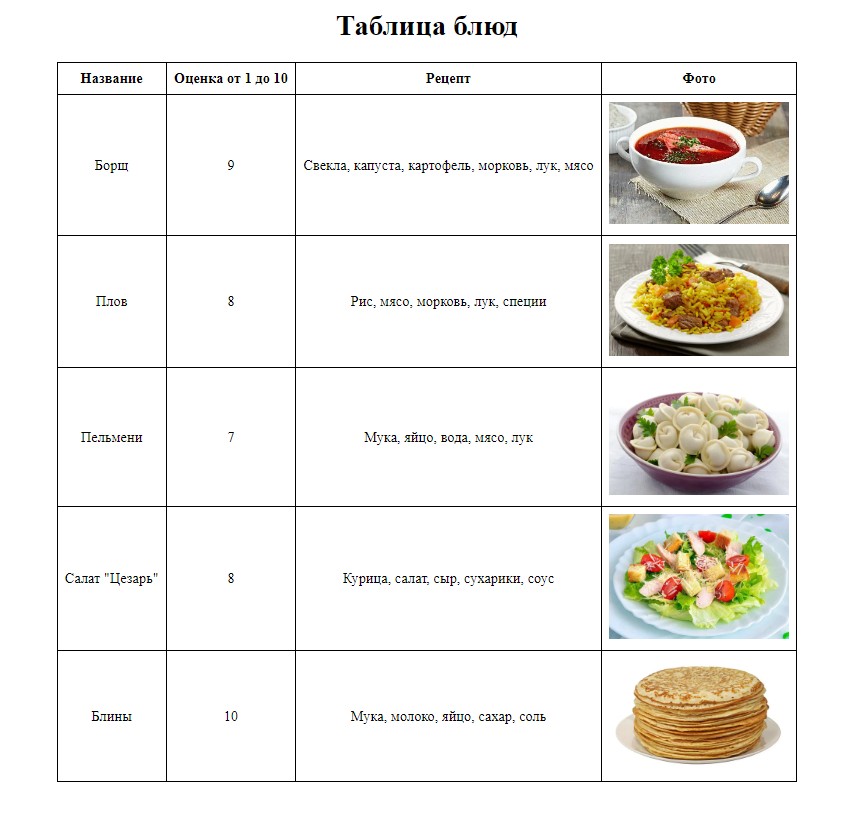 Таблица блюд
Название Оценка от 1 до 10 Рецепт Фото
Борщ 9 Свекла, капуста, картофель, морковь, лук, мясо
Плов 8 Рис, мясо, морковь, лук, специи
Пельмени 7 Мука, яйцо, вода, мясо, лук
Салат "Цезарь" 8 Курица, салат, сыр, сухарики, соус
Блины 10 Мука, молоко, яйцо, сахар, соль